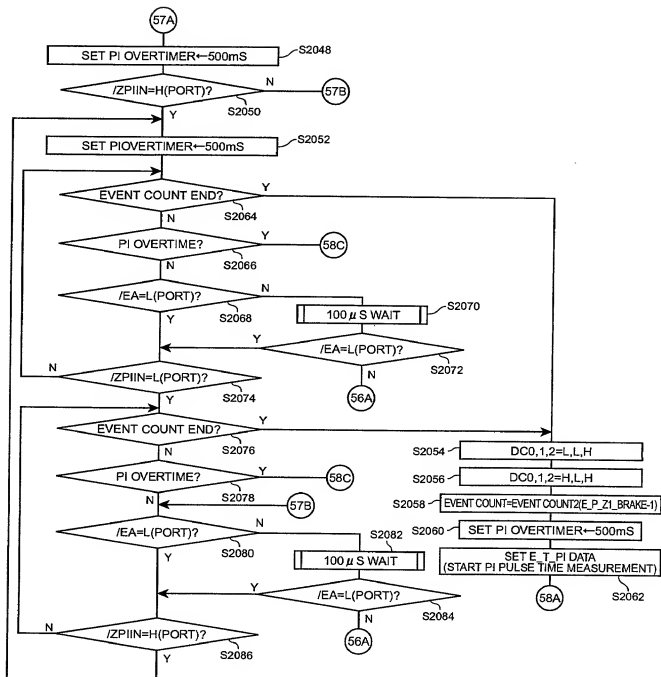 57A
SET PI OVERTIMER←500mS
S2048
/ZPIIN=H(PORT)?
N
57B
S2050
Y
SET PIOVERTIMER←500mS
S2052
EVENT COUNT END?
Y
S2064
N
PI OVERTIME?
Y
58C
S2066
N
/EA=L(PORT)?
N
S2068
Y
100 μ S WAIT
S2070
/EA=L(PORT)?
Y
S2072
N
56A
/ZPIIN=L(PORT)?
N
S2074
Y
EVENT COUNT END?
Y
S2076
N
PI OVERTIME?
Y
58C
S2078
N
57B
/EA=L(PORT)?
N
S2080
Y
S2082
100 μ S WAIT
/EA=L(PORT)?
Y
S2084
N
56A
/ZPIIN=H(PORT)?
N
S2086
Y
S2054
DC0,1,2=L,L,H
S2056
DC0,1,2=H,L,H
S2058
EVENT COUNT=EVENT COUNT2(E_P_Z1_BRAKE-1)
S2060
SET PI OVERTIMER←500mS
SET E_T_PI DATA
(START PI PULSE TIME MEASUREMENT)
S2062
58A